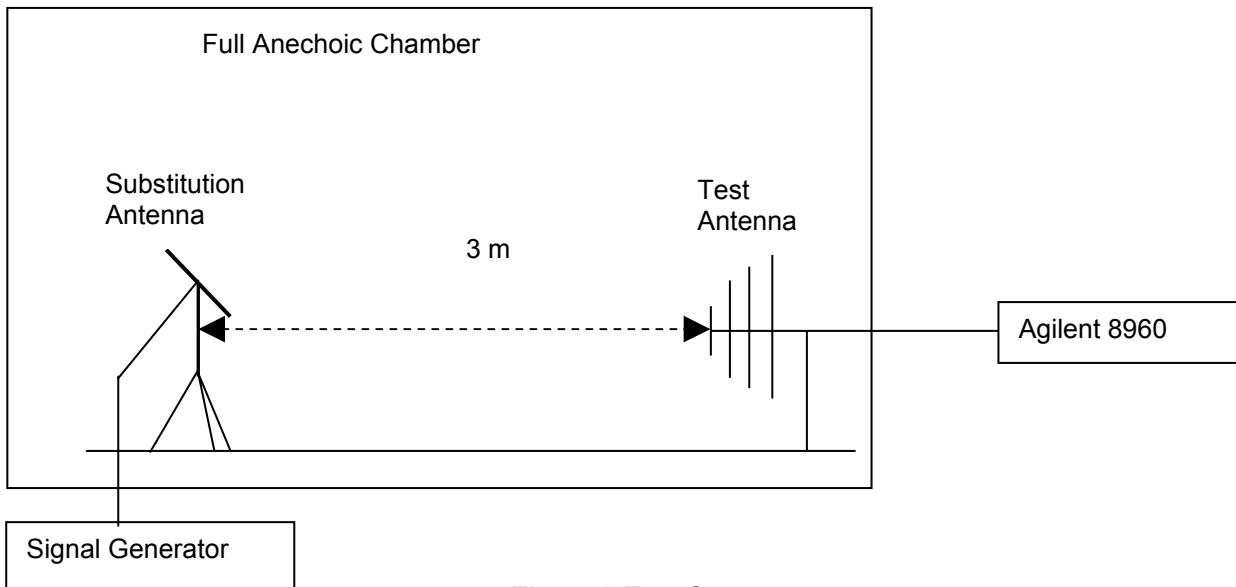 Full Anechoic Chamber
Substitution
Antenna
Test
Antenna
3 m
Agilent 8960
Signal Generator